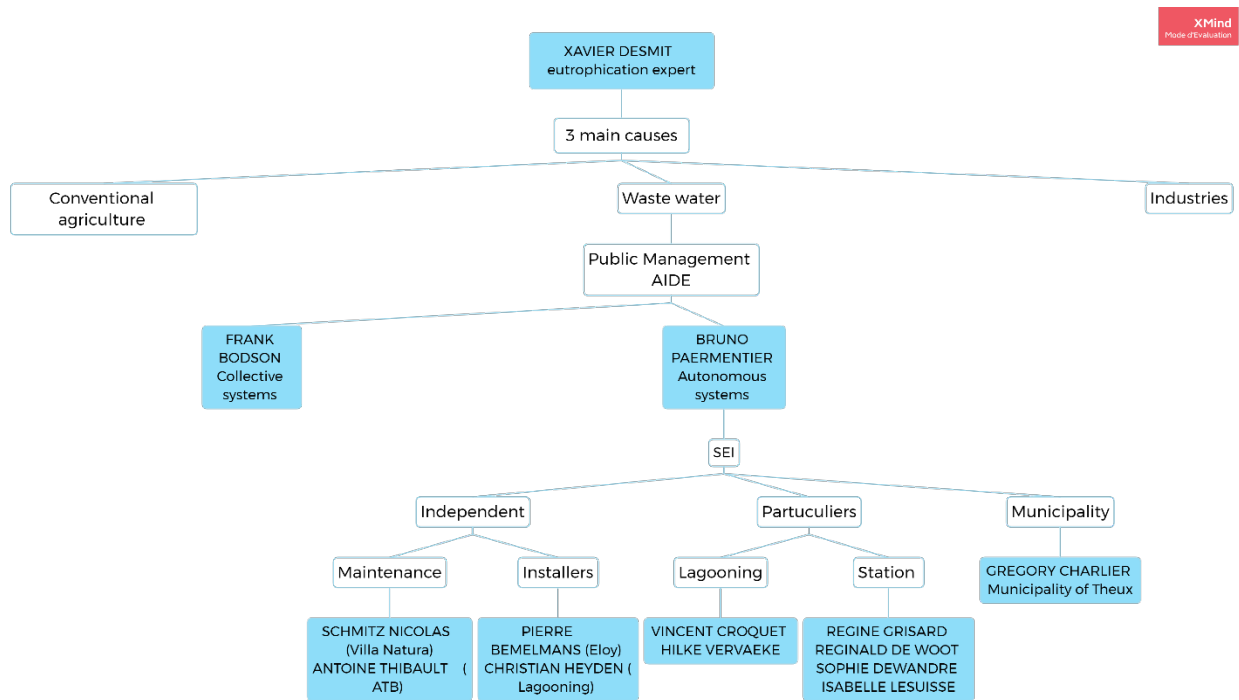 XMind
Mode d'Evaluation
XAVIER DESMIT
eutrophication expert
3 main causes
Conventional
agriculture
Waste water
Industries
Public Management
AIDE
FRANK
BODSON
Collective
systems
BRUNO
PAERMENTIER
Autonomous
systems
SEI
Independent
Partuculiers
Municipality
Maintenance
Installers
Lagooning
Station
GREGORY CHARLIER
Municipality of Theux
SCHMITZ NICOLAS
(Villa Natura)
ANTOINE THIBAULT (
ATB)
PIERRE
BEMELMANS (Eloy)
CHRISTIAN HEYDEN (
Lagooning)
VINCENT CROQUET
HILKE VERVAEKE
REGINE GRISARD
REGINALD DE WOOT
SOPHIE DEWANDRE
ISABELLE LESUISSE